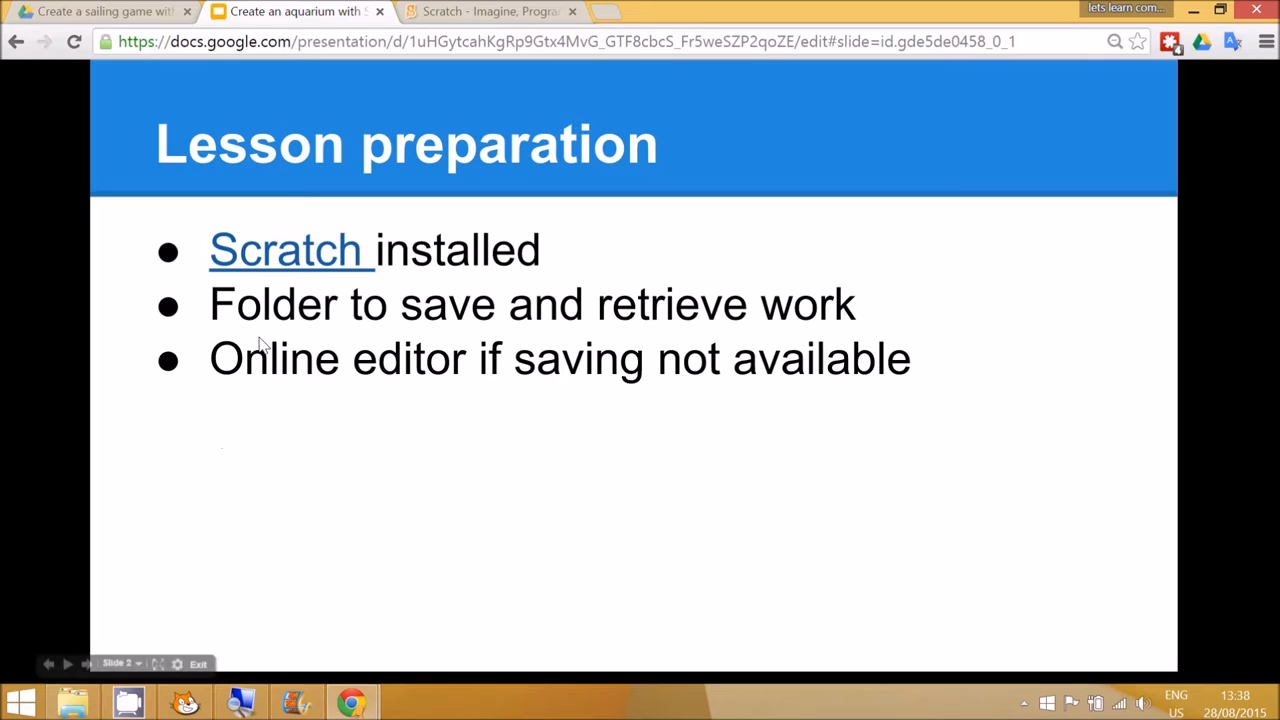 Create a sailing game with
Create an aquarium with S
Scratch - Imagine, Progra
lets learn com...
https://docs.google.com/presentation/d/1uHGytcahKgRp9Gtx4MvG_GTF8cbcS_Fr5weSZP2qoZE/edit#slide=id.gde5de0458_0_1
Lesson preparation
● Scratch installed
● Folder to save and retrieve work
● Online editor if saving not available
Slide 2 Exit
ENG 13:38
US 28/08/2015